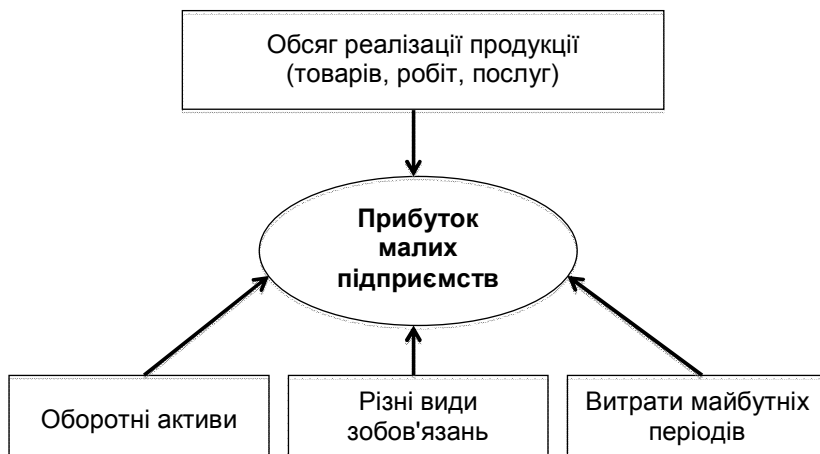 Обсяг реалізації продукції
(товарів, робіт, послуг)
Прибуток
малих
підприємств
Оборотні активи
Різні види
зобов'язань
Витрати майбутніх
періодів